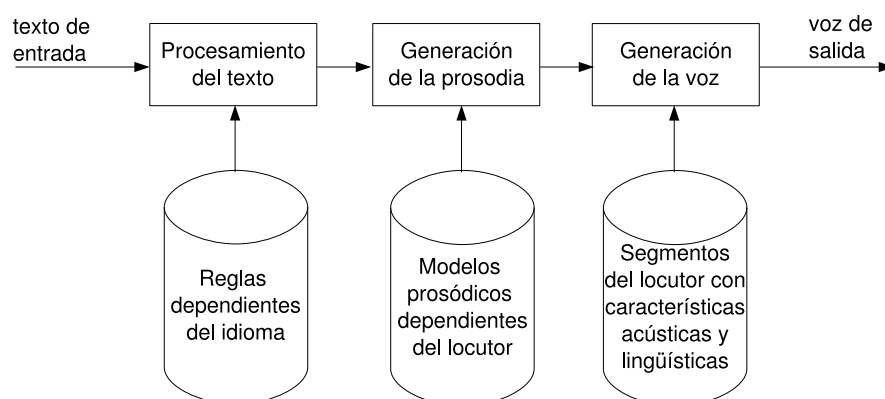 texto de
entrada
Procesamiento
del texto
Generación
de la prosodia
Generación
de la voz
voz de
salida
Reglas
dependientes
del idioma
Modelos
prosódicos
dependientes
del locutor
Segmentos
del locutor con
características
acústicas y
lingüísticas